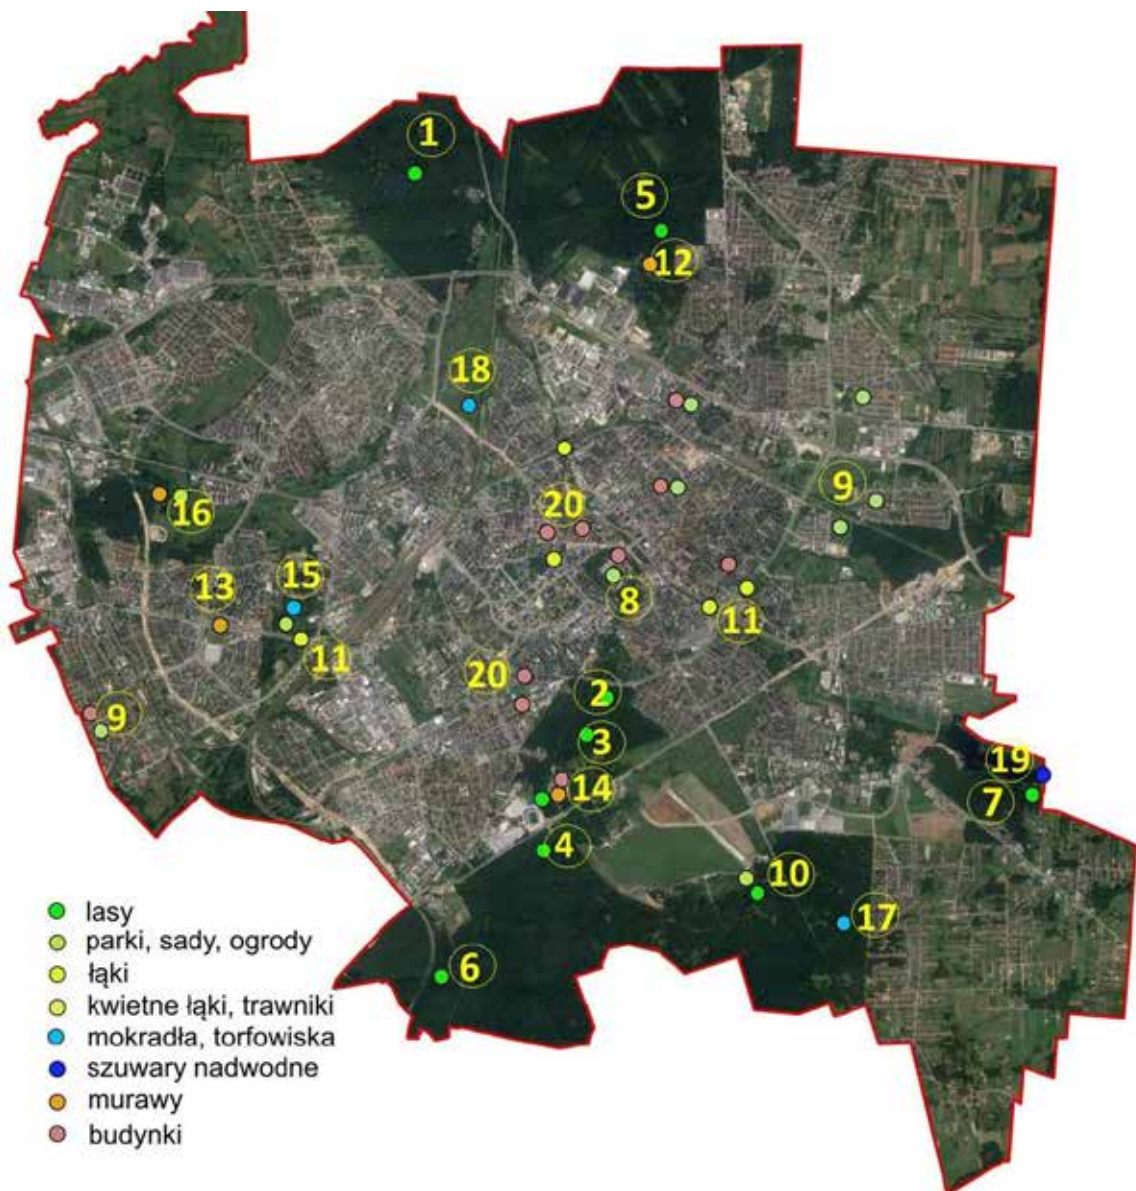 1
5
12
18
9
16
20
13
15
8
11
11
20
2
9
3
19
14
7
4
10
17
6
lasy
parki, sady, ogrody
łąki
kwietne łąki, trawniki
mokradła, torfowiska
szuwary nadwodne
murawy
budynki